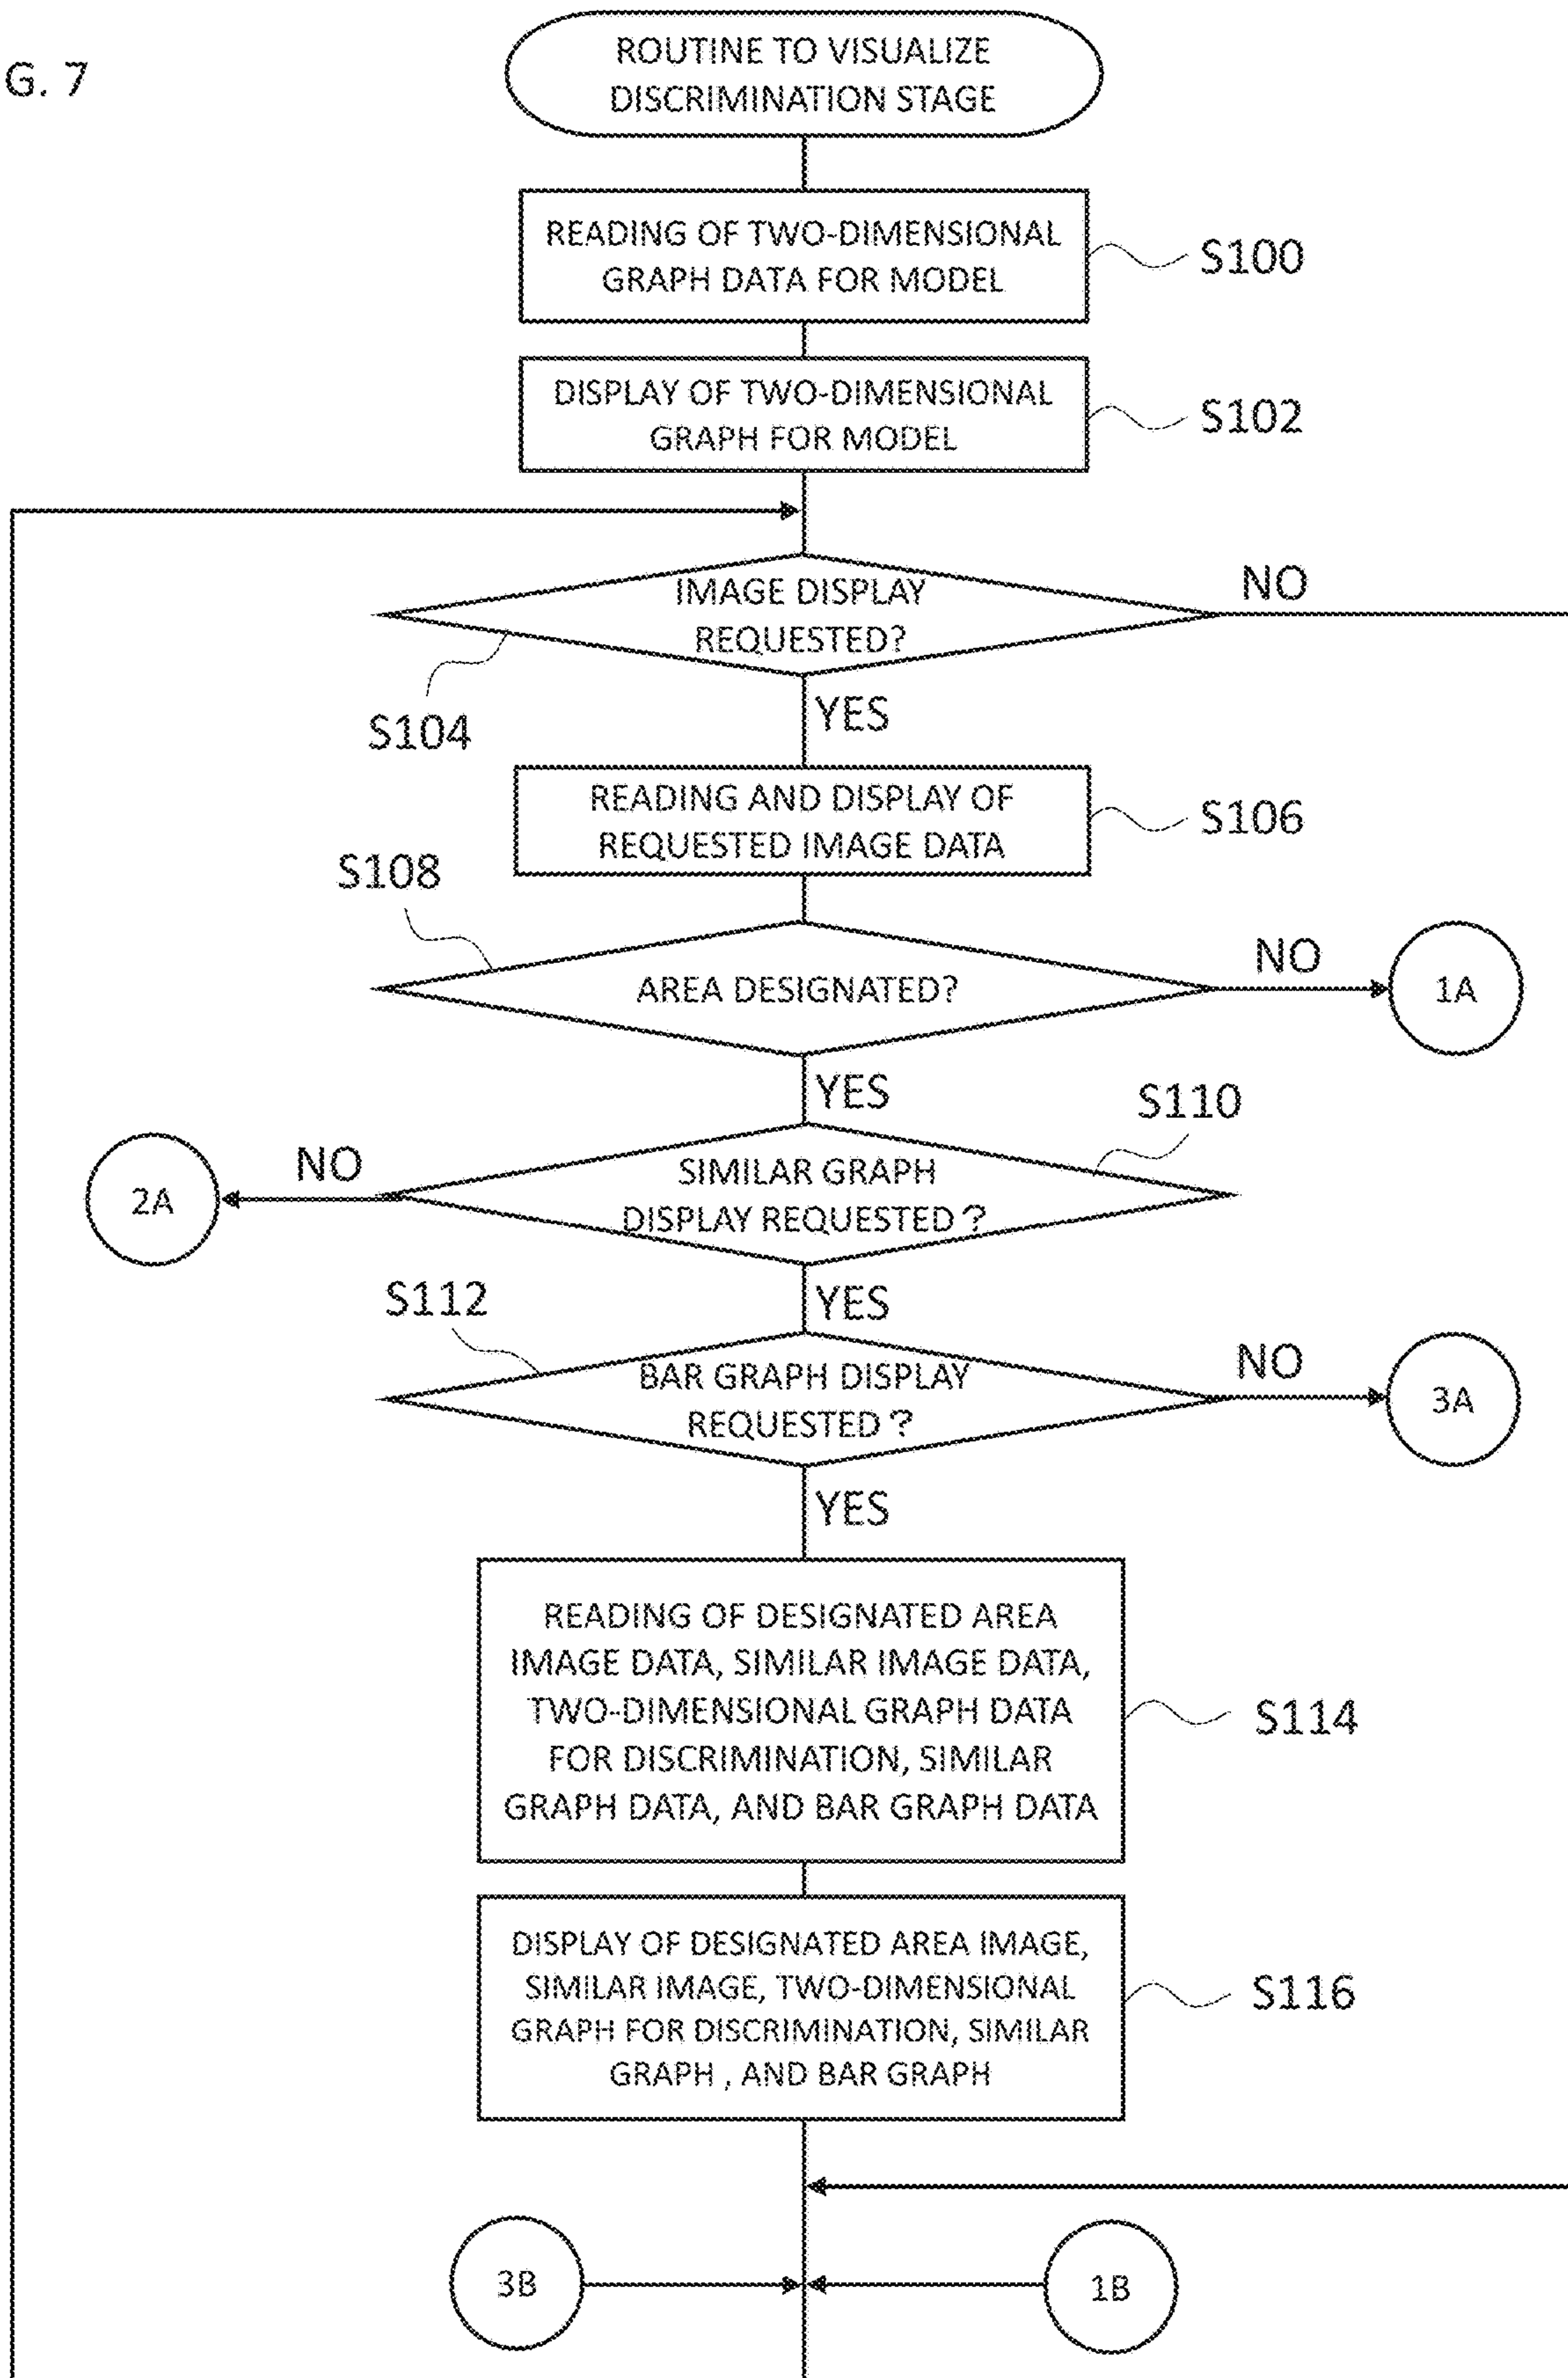 G. 7
ROUTINE TO VISUALIZE
DISCRIMINATION STAGE
READING OF TWO-DIMENSIONAL
GRAPH DATA FOR MODEL
S100
DISPLAY OF TWO-DIMENSIONAL
GRAPH FOR MODEL
S102
IMAGE DISPLAY
REQUESTED?
NO
S104
YES
READING AND DISPLAY OF
REQUESTED IMAGE DATA
S106
S108
AREA DESIGNATED?
NO
1A
YES
S110
SIMILAR GRAPH
DISPLAY REQUESTED?
NO
2A
YES
S112
BAR GRAPH DISPLAY
REQUESTED?
NO
3A
YES
READING OF DESIGNATED AREA
IMAGE DATA, SIMILAR IMAGE DATA,
TWO-DIMENSIONAL GRAPH DATA
FOR DISCRIMINATION, SIMILAR
GRAPH DATA, AND BAR GRAPH DATA
S114
DISPLAY OF DESIGNATED AREA IMAGE,
SIMILAR IMAGE, TWO-DIMENSIONAL
GRAPH FOR DISCRIMINATION, SIMILAR
GRAPH , AND BAR GRAPH
S116
3B
1B